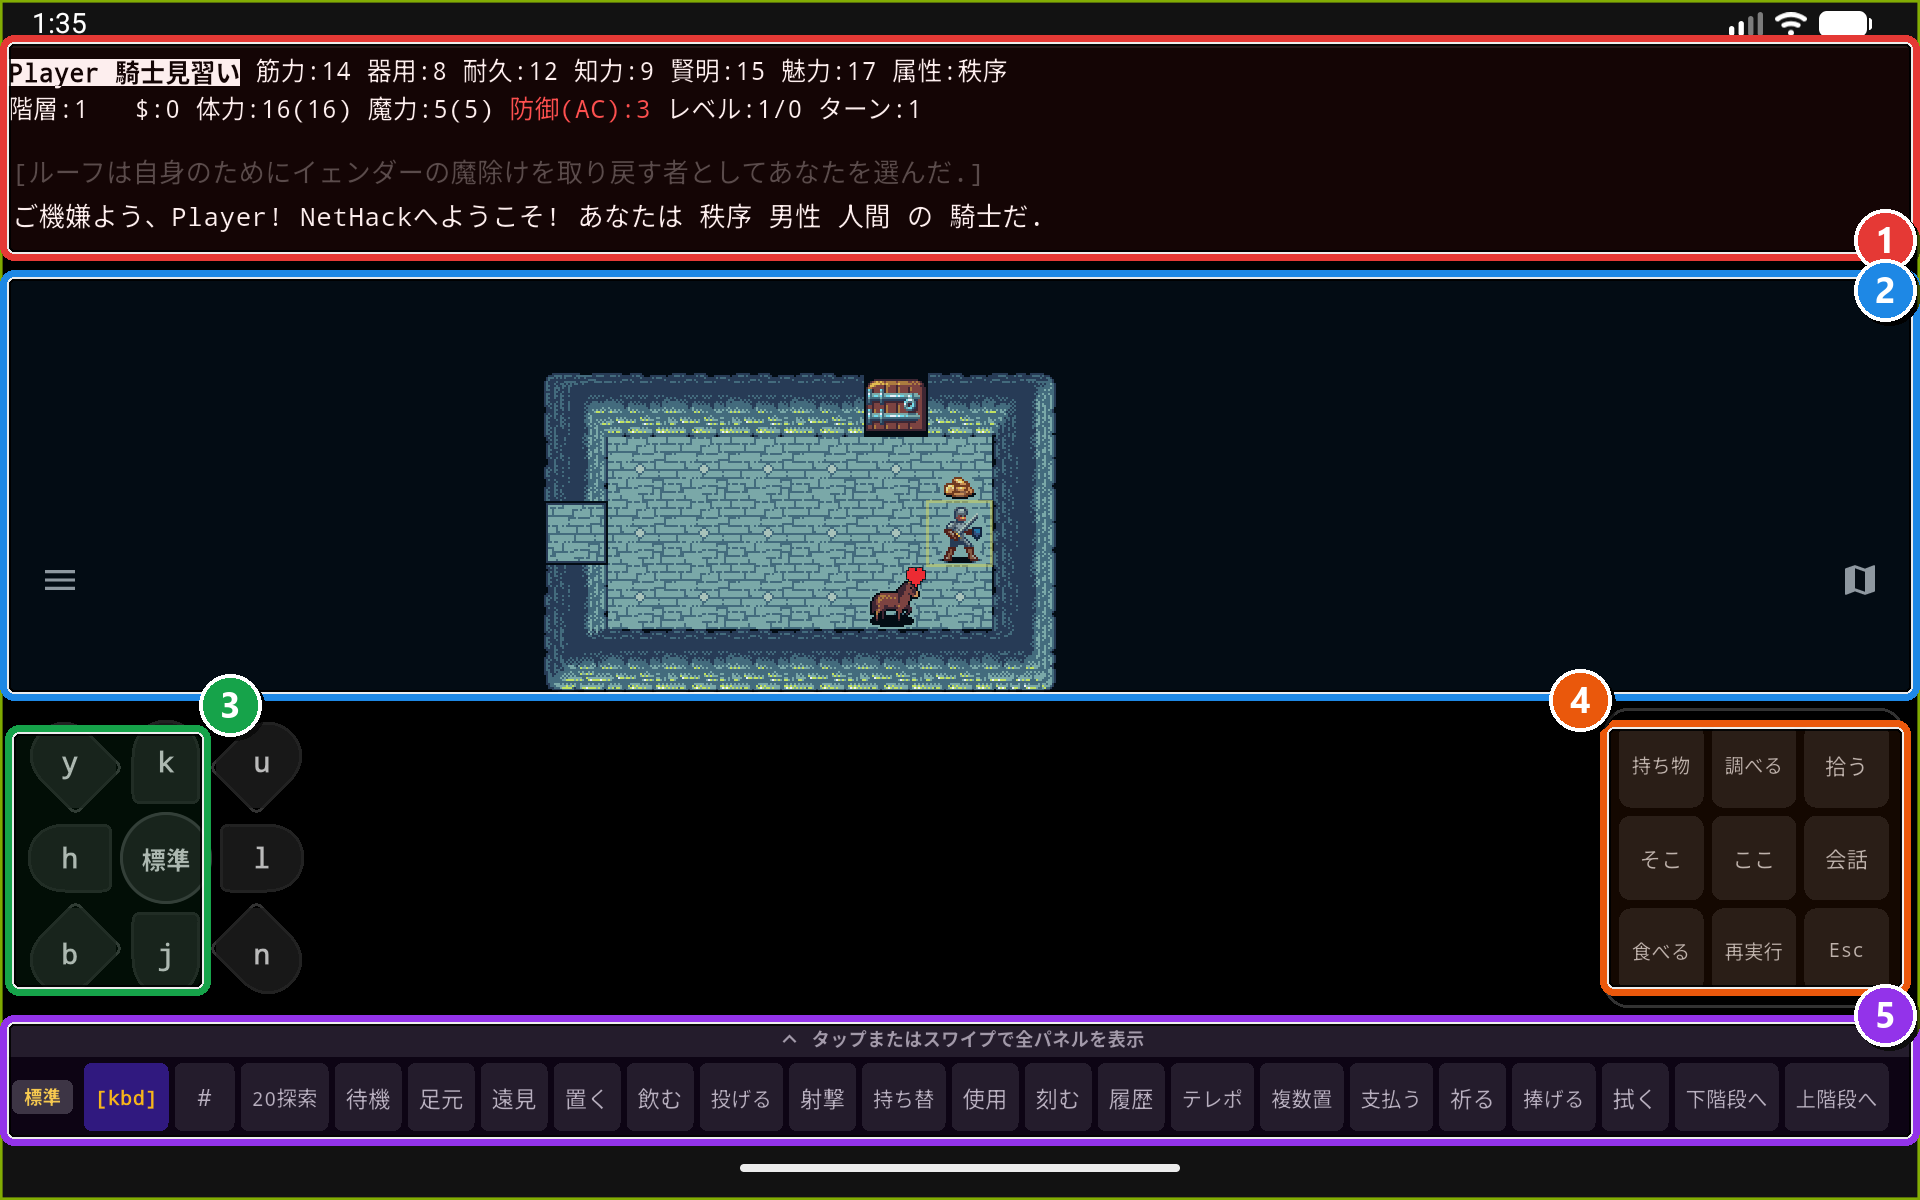 1:35
Player 騎士見習い 筋力:14 器用:8 耐久:12 知力:9 賢明:15 魅力:17 属性:秩序
階層:1 $:0 体力:16(16) 魔力:5(5) 防御(AC):3 レベル:1/0 ターン:1
[ルーフは自身のためにイェンダーの魔除けを取り戻す者としてあなたを選んだ.]
ご機嫌よう、Player! NetHackへようこそ! あなたは 秩序 男性 人間 の 騎士だ.
1
2
3
4
y k u
持ち物 調べる 拾う
h 標準 l
そこ ここ 会話
b j n
食べる 再実行 Esc
5
^ タップまたはスワイプで全パネルを表示
標準 [kbd] # 20探索 待機 足元 遠見 置く 飲む 投げる 射撃 持ち替 使用 刻む 履歴 テレポ 複数置 支払う 祈る 捧げる 拭く 下階段へ 上階段へ